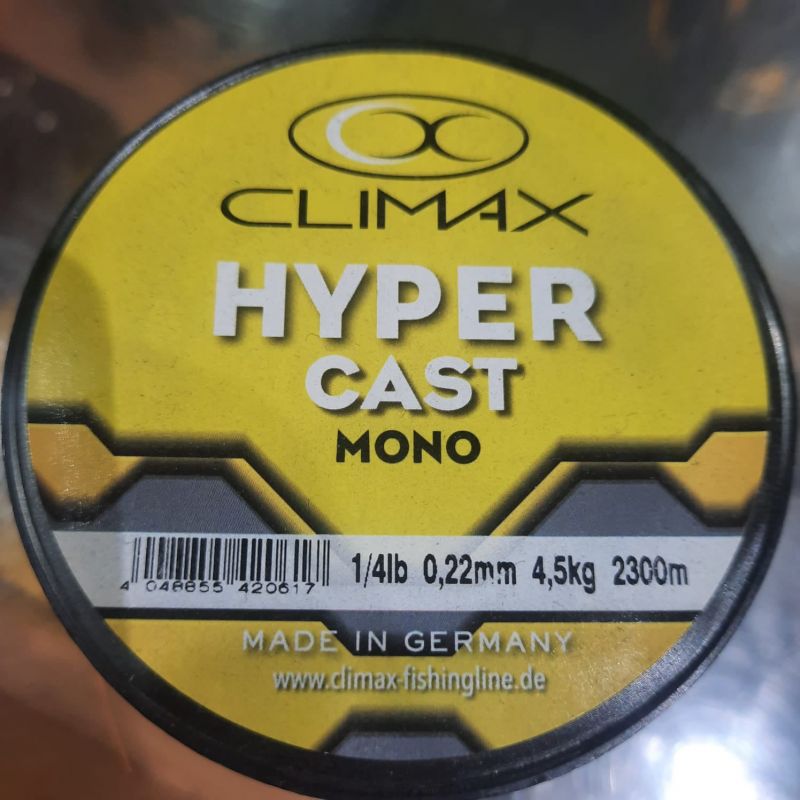 CLIMAX
HYPER
CAST
MONO
4 048855 420617 1/4lb 0,22mm 4,5kg 2300m
MADE IN GERMANY
www.climax-fishingline.de